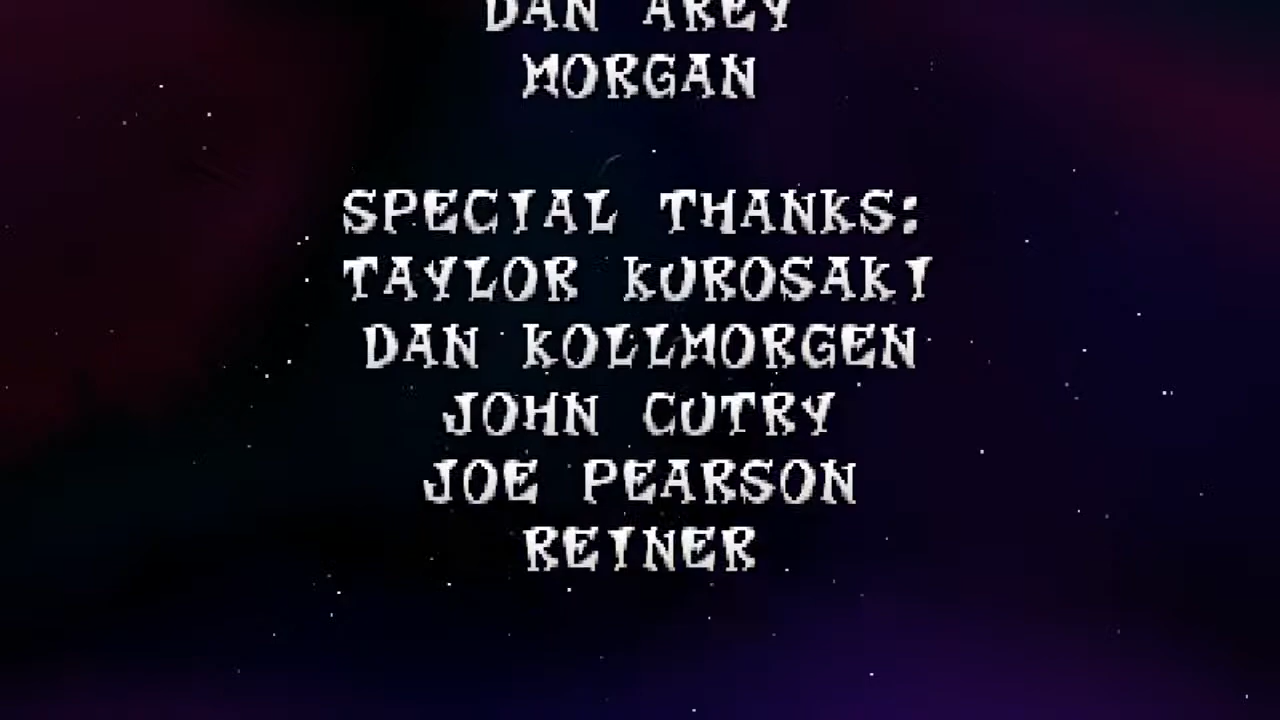 DAN AREY
MORGAN
SPECIAL THANKS:
TAYLOR KUROSAKI
DAN KOLLMORGEN
JOHN CUTRY
JOE PEARSON
REINER